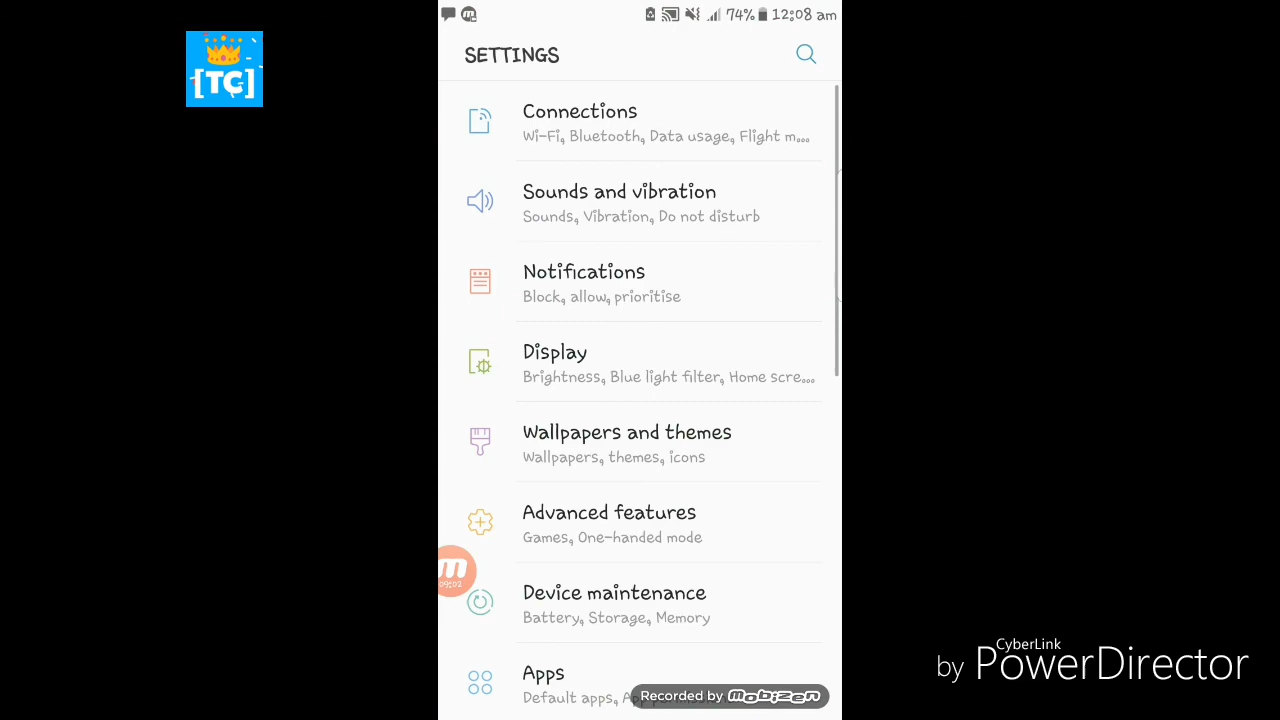 [TC]
74% 12:08 am
SETTINGS
Connections
Wi-Fi, Bluetooth, Data usage, Flight m...
Sounds and vibration
Sounds, Vibration, Do not disturb
Notifications
Block, allow, prioritise
Display
Brightness, Blue light filter, Home scre...
Wallpapers and themes
Wallpapers, themes, icons
Advanced features
Games, One-handed mode
m
09:02
Device maintenance
Battery, Storage, Memory
Apps
Default apps,
Recorded by mobizen
CyberLink
by PowerDirector